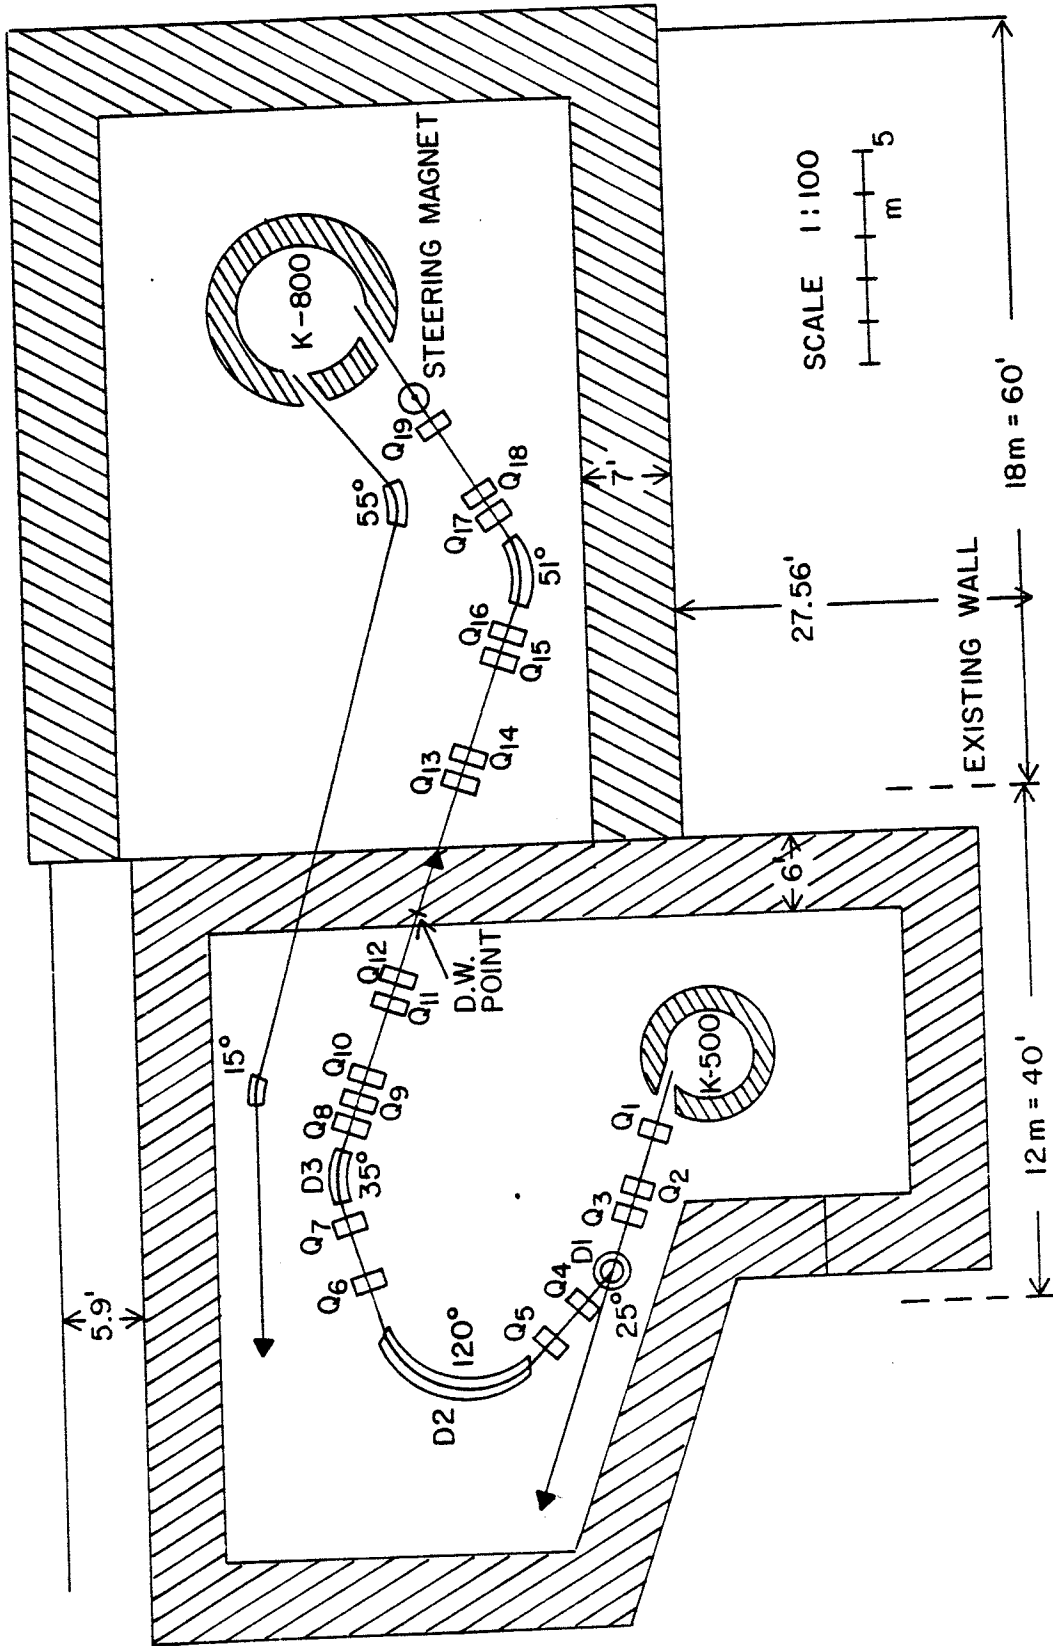 K-800
STEERING MAGNET
Q19
Q18
Q17
55°
51°
Q16
Q15
Q14
Q13
7'
SCALE 1:100
m
5
18m = 60'
27.56'
EXISTING WALL
6'
D.W.
POINT
Q12
Q11
Q10
Q9
Q8
15°
D3
35°
Q7
Q6
120°
D2
Q5
Q4
D1
25°
Q3
Q2
Q1
K-500
5.9'
12m = 40'